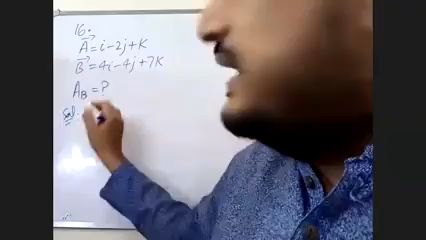 16.
A⃗ = i - 2j + K
B⃗ = 4i - 4j + 7K
A_B = ?
Sol.